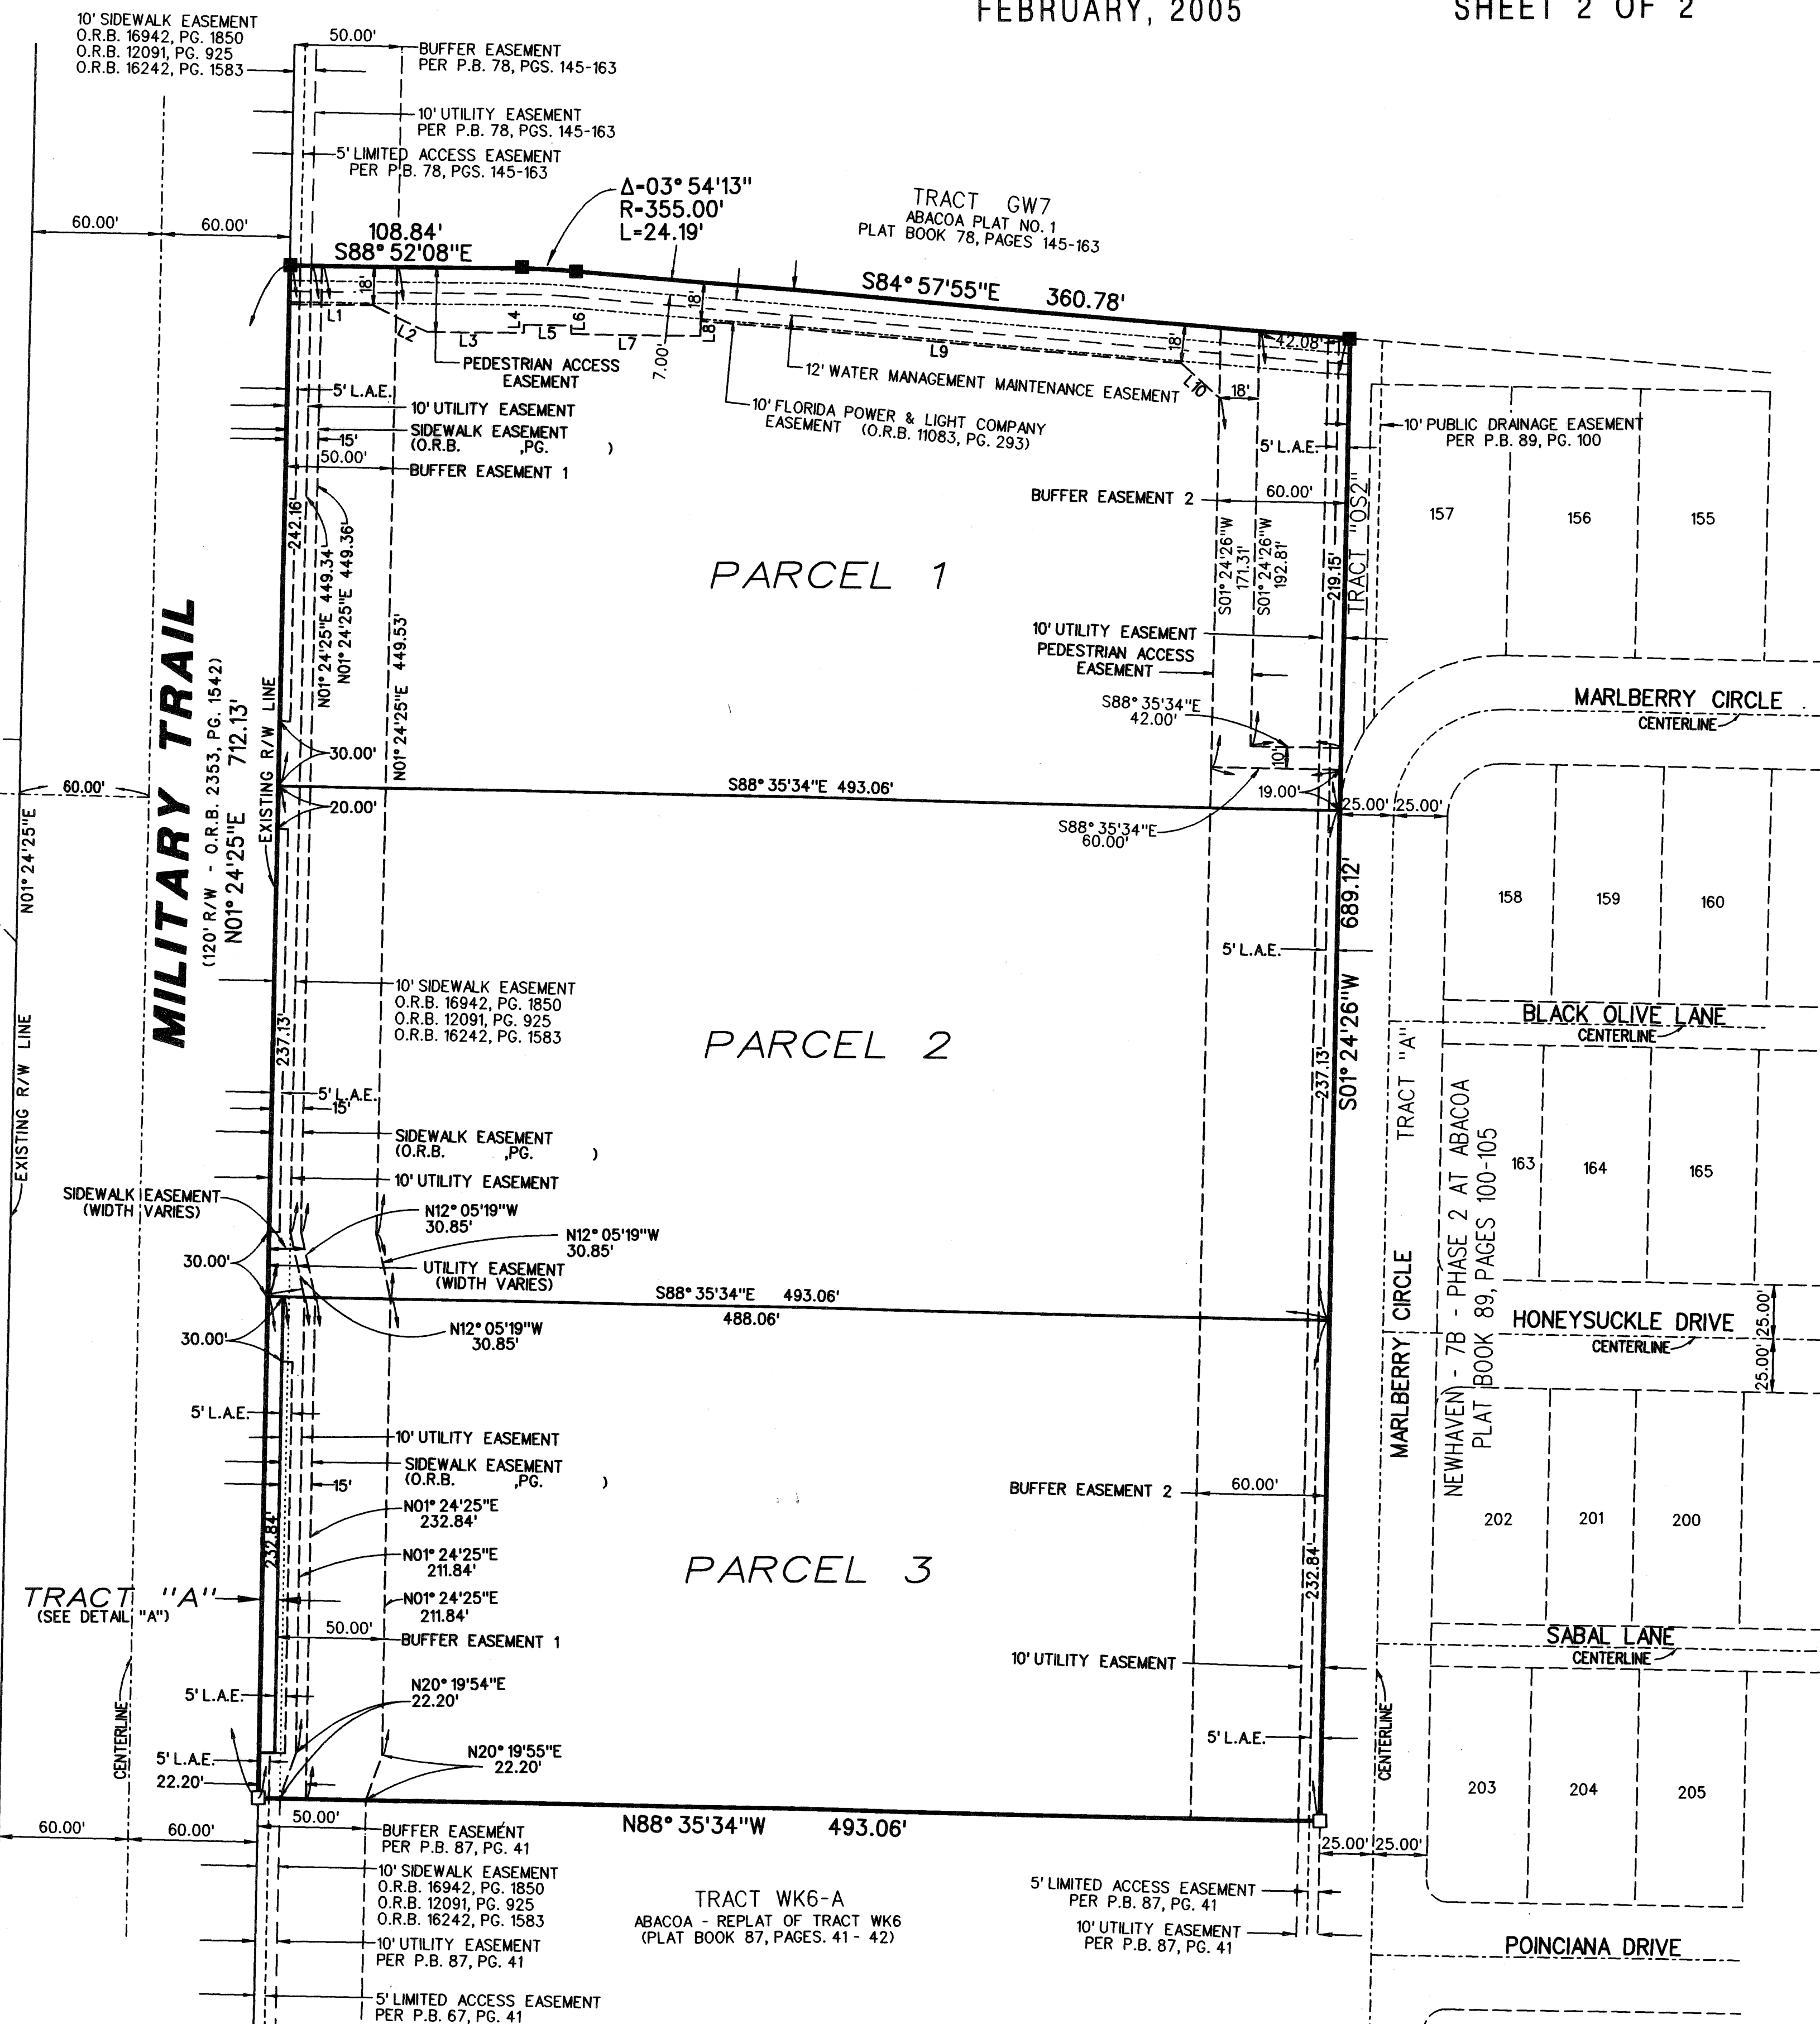 FEBRUARY, 2005
SHEET 2 OF 2
10' SIDEWALK EASEMENT
O.R.B. 16942, PG. 1850
O.R.B. 12091, PG. 925
O.R.B. 16242, PG. 1583
50.00'
BUFFER EASEMENT
PER P.B. 78, PGS. 145-163
10' UTILITY EASEMENT
PER P.B. 78, PGS. 145-163
5' LIMITED ACCESS EASEMENT
PER P.B. 78, PGS. 145-163
60.00'
60.00'
108.84'
S88° 52'08"E
Δ=03° 54'13"
R=355.00'
L=24.19'
TRACT GW7
ABACOA PLAT NO. 1
PLAT BOOK 78, PAGES 145-163
S84° 57'55"E 360.78'
18'
L1
L2
L3
L4
L5
L6
L7
L8
18'
7.00'
L9
18'
L10
42.08'
18'
PEDESTRIAN ACCESS
EASEMENT
12' WATER MANAGEMENT MAINTENANCE EASEMENT
10' FLORIDA POWER & LIGHT COMPANY
EASEMENT (O.R.B. 11083, PG. 293)
5' L.A.E.
10' UTILITY EASEMENT
SIDEWALK EASEMENT
(O.R.B. ,PG. )
15'
50.00'
BUFFER EASEMENT 1
5' L.A.E.
10' PUBLIC DRAINAGE EASEMENT
PER P.B. 89, PG. 100
BUFFER EASEMENT 2
60.00'
TRACT "OS2"
157
156
155
242.16'
N01° 24'25"E 449.34'
N01° 24'25"E 449.36'
N01° 24'25"E 449.53'
PARCEL 1
S01° 24'26"W
171.31'
S01° 24'26"W
192.81'
219.15'
10' UTILITY EASEMENT
PEDESTRIAN ACCESS
EASEMENT
S88° 35'34"E
42.00'
10'
MARLBERRY CIRCLE
CENTERLINE
MILITARY TRAIL
(120' R/W - O.R.B. 2353, PG. 1542)
N01° 24'25"E 712.13'
EXISTING R/W LINE
30.00'
20.00'
60.00'
N01° 24'25"E
EXISTING R/W LINE
S88° 35'34"E 493.06'
19.00'
S88° 35'34"E
60.00'
25.00'
25.00'
689.12'
S01° 24'26"W
158
159
160
5' L.A.E.
10' SIDEWALK EASEMENT
O.R.B. 16942, PG. 1850
O.R.B. 12091, PG. 925
O.R.B. 16242, PG. 1583
237.13'
PARCEL 2
237.13'
BLACK OLIVE LANE
CENTERLINE
TRACT "A"
5' L.A.E.
15'
SIDEWALK EASEMENT
(O.R.B. ,PG. )
10' UTILITY EASEMENT
163
164
165
NEWHAVEN - 7B - PHASE 2 AT ABACOA
PLAT BOOK 89, PAGES 100-105
SIDEWALK EASEMENT
(WIDTH VARIES)
N12° 05'19"W
30.85'
N12° 05'19"W
30.85'
30.00'
UTILITY EASEMENT
(WIDTH VARIES)
S88° 35'34"E 493.06'
488.06'
30.00'
N12° 05'19"W
30.85'
MARLBERRY CIRCLE
HONEYSUCKLE DRIVE
CENTERLINE
25.00'
25.00'
5' L.A.E.
10' UTILITY EASEMENT
SIDEWALK EASEMENT
(O.R.B. ,PG. )
15'
N01° 24'25"E
232.84'
N01° 24'25"E
211.84'
N01° 24'25"E
211.84'
232.84'
BUFFER EASEMENT 2
60.00'
PARCEL 3
232.84'
202
201
200
TRACT "A"
(SEE DETAIL "A")
50.00'
BUFFER EASEMENT 1
SABAL LANE
CENTERLINE
10' UTILITY EASEMENT
5' L.A.E.
N20° 19'54"E
22.20'
CENTERLINE
5' L.A.E.
22.20'
N20° 19'55"E
22.20'
5' L.A.E.
CENTERLINE
203
204
205
60.00'
60.00'
50.00'
N88° 35'34"W 493.06'
25.00'
25.00'
BUFFER EASEMENT
PER P.B. 87, PG. 41
10' SIDEWALK EASEMENT
O.R.B. 16942, PG. 1850
O.R.B. 12091, PG. 925
O.R.B. 16242, PG. 1583
10' UTILITY EASEMENT
PER P.B. 87, PG. 41
5' LIMITED ACCESS EASEMENT
PER P.B. 67, PG. 41
TRACT WK6-A
ABACOA - REPLAT OF TRACT WK6
(PLAT BOOK 87, PAGES. 41 - 42)
5' LIMITED ACCESS EASEMENT
PER P.B. 87, PG. 41
10' UTILITY EASEMENT
PER P.B. 87, PG. 41
POINCIANA DRIVE